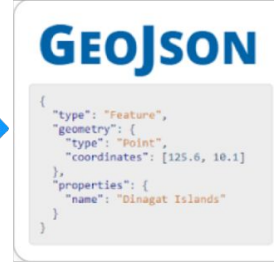 GEOJSON
{
"type": "Feature",
"geometry": {
"type": "Point",
"coordinates": [125.6, 10.1]
},
"properties": {
"name": "Dinagat Islands"
}
}